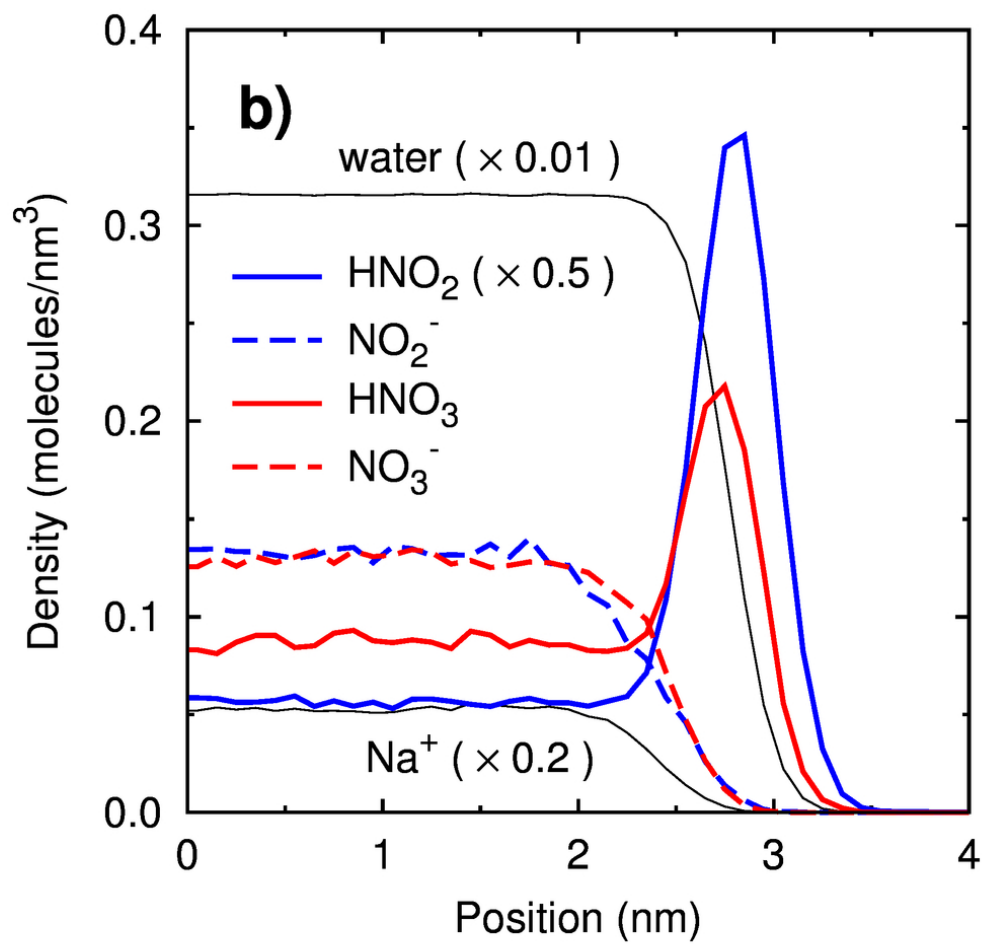 0.4
b)
water ( × 0.01 )
0.3
HNO₂ ( × 0.5 )
NO₂⁻
HNO₃
0.2
NO₃⁻
0.1
Na⁺ ( × 0.2 )
0.0
0 1 2 3 4
Position (nm)
Density (molecules/nm³)